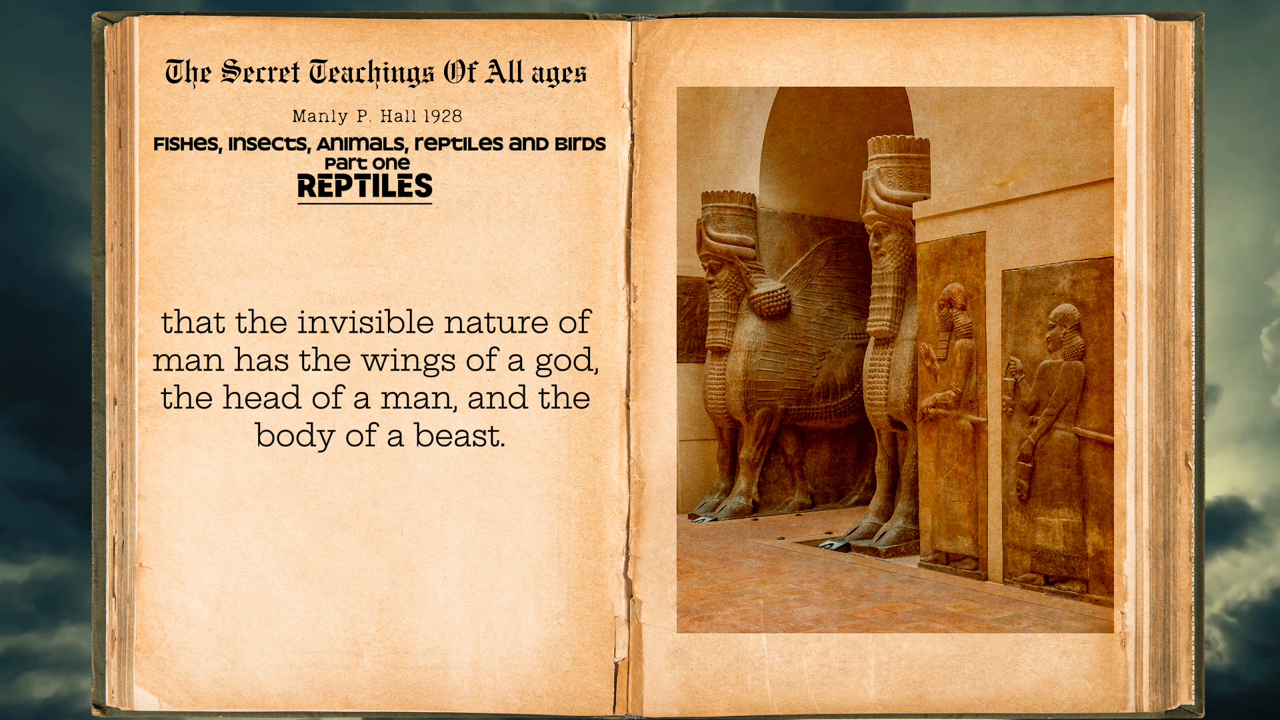 The Secret Teachings Of All ages
Manly P. Hall 1928
Fishes, Insects, Animals, reptiles and Birds
Part one
REPTILES
that the invisible nature of
man has the wings of a god,
the head of a man, and the
body of a beast.